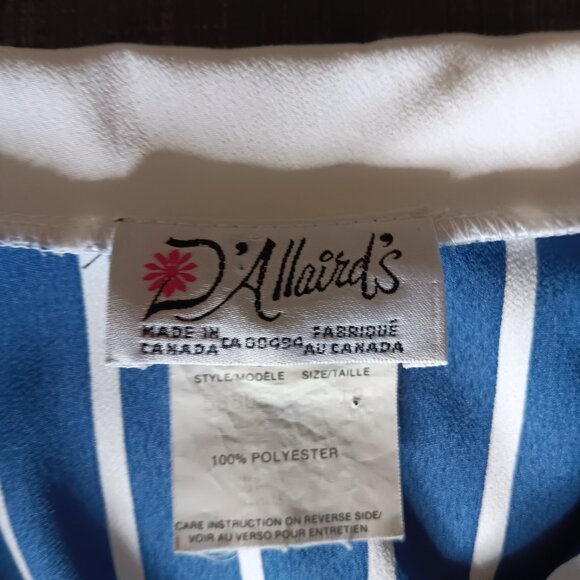 D'Allaird's
MADE IN CANADA CA 00494 FABRIQUÉ AU CANADA
STYLE/MODÈLE SIZE/TAILLE
100% POLYESTER
CARE INSTRUCTION ON REVERSE SIDE/
VOIR AU VERSO POUR ENTRETIEN